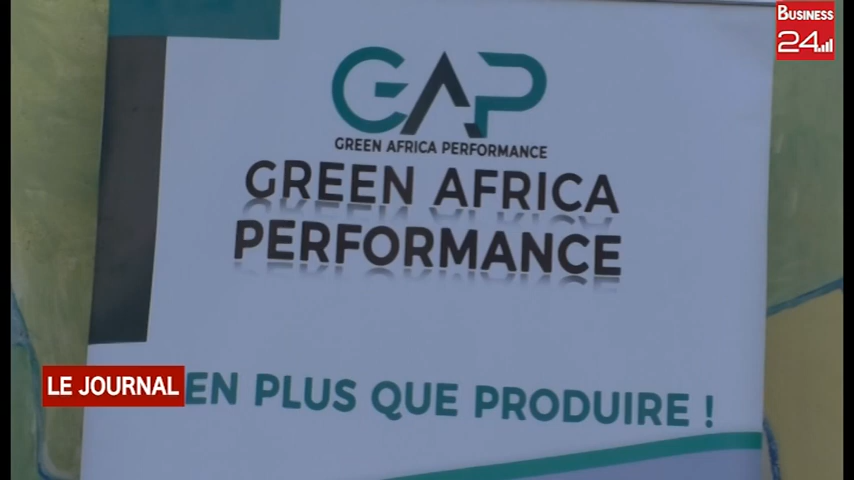 BUSINESS
24
GAP
GREEN AFRICA PERFORMANCE
GREEN AFRICA
PERFORMANCE
LE JOURNAL
EN PLUS QUE PRODUIRE !